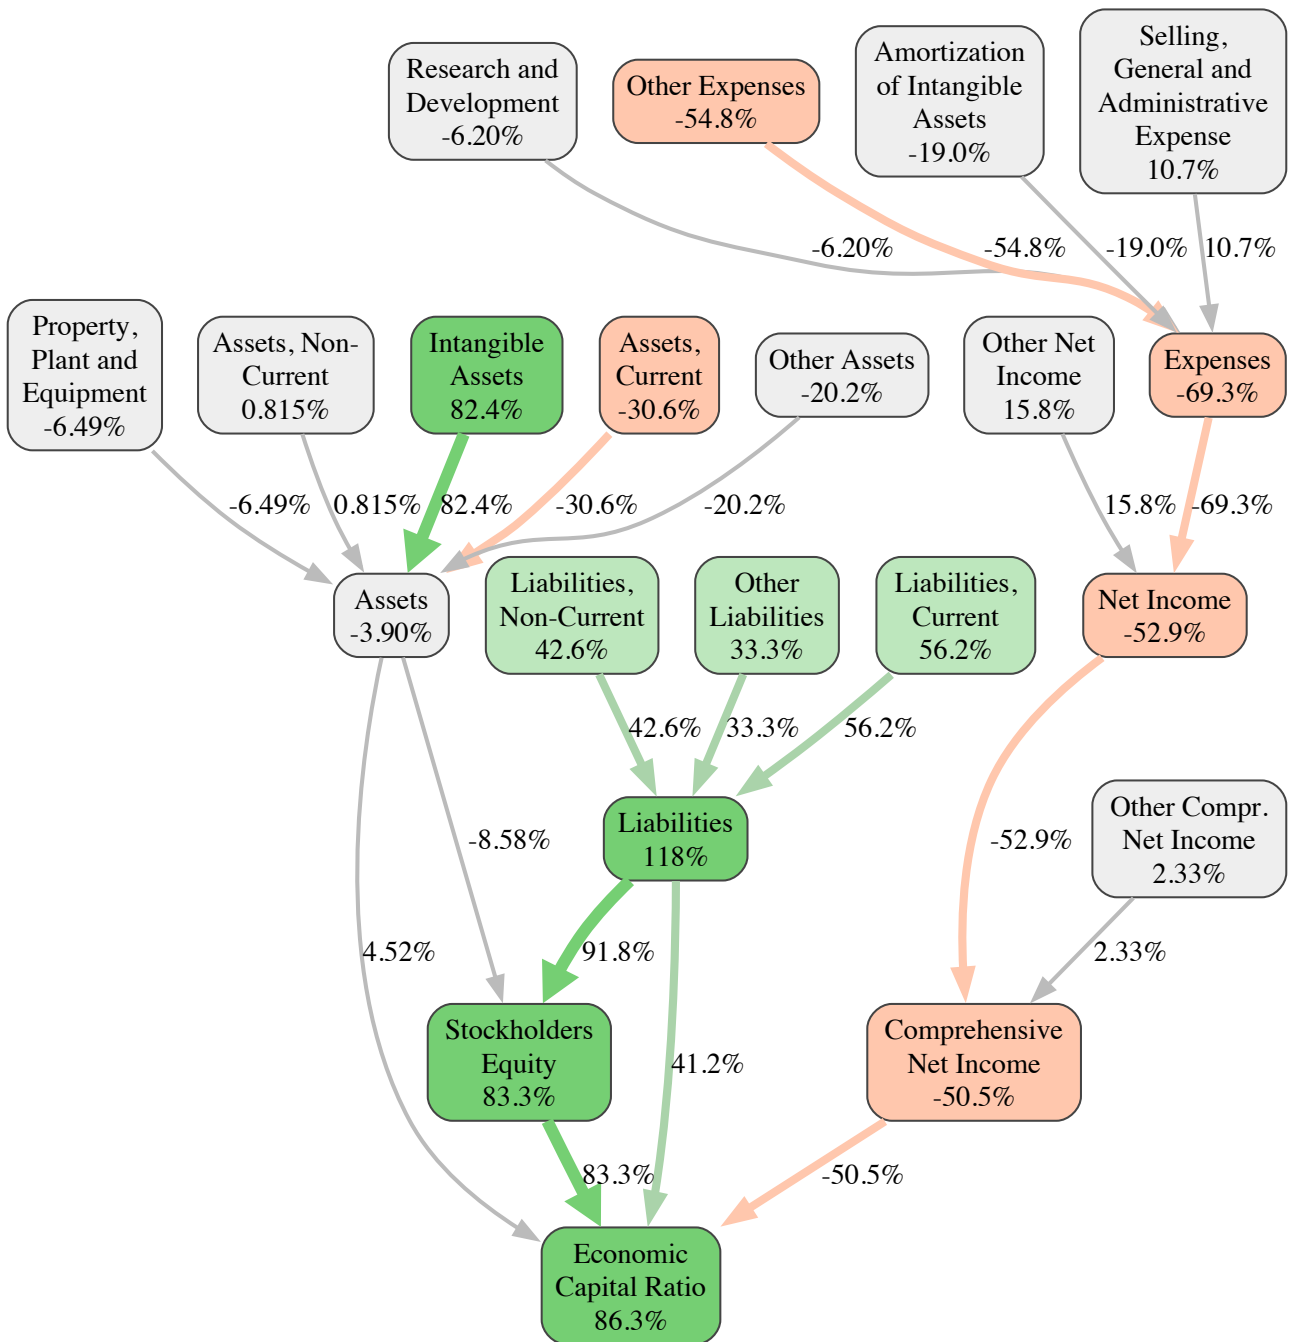 Research and
Development
-6.20%
Other Expenses
-54.8%
Amortization
of Intangible
Assets
-19.0%
Selling,
General and
Administrative
Expense
10.7%
-6.20%
-54.8%
-19.0%
10.7%
Property,
Plant and
Equipment
-6.49%
Assets, Non-
Current
0.815%
Intangible
Assets
82.4%
Assets,
Current
-30.6%
Other Assets
-20.2%
Other Net
Income
15.8%
Expenses
-69.3%
-6.49%
0.815%
82.4%
-30.6%
-20.2%
15.8%
-69.3%
Assets
-3.90%
Liabilities,
Non-Current
42.6%
Other
Liabilities
33.3%
Liabilities,
Current
56.2%
Net Income
-52.9%
42.6%
33.3%
56.2%
Liabilities
118%
-8.58%
-52.9%
Other Compr.
Net Income
2.33%
4.52%
91.8%
2.33%
Stockholders
Equity
83.3%
41.2%
Comprehensive
Net Income
-50.5%
83.3%
-50.5%
Economic
Capital Ratio
86.3%